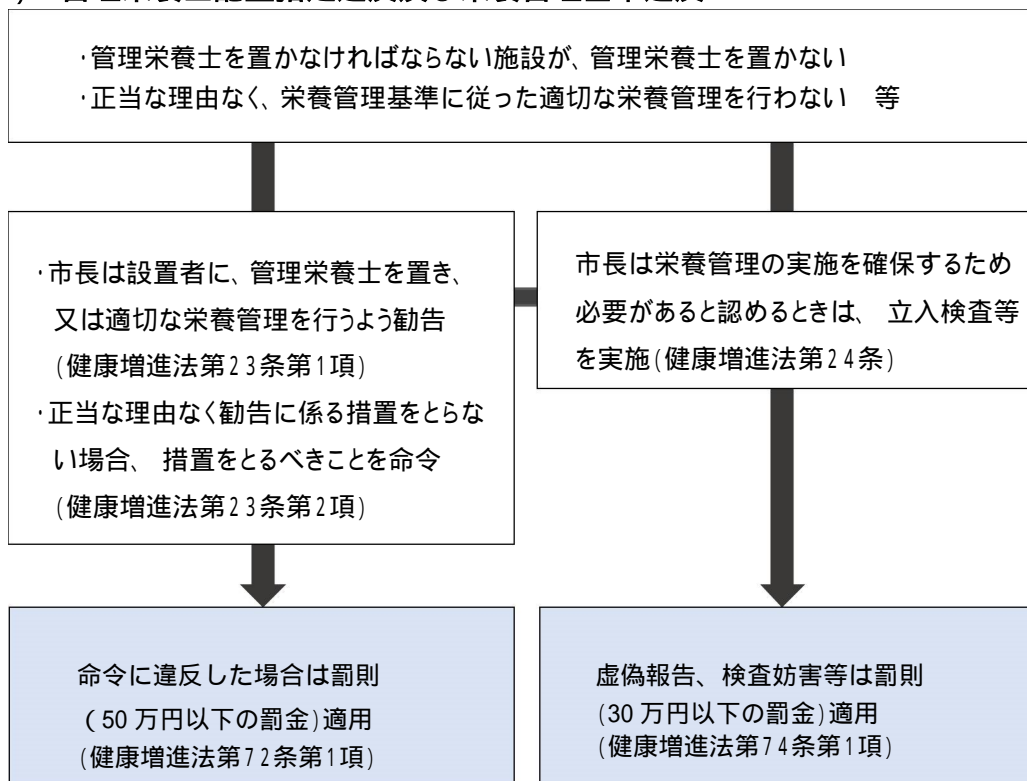 ・管理栄養士を置かなければならない施設が、管理栄養士を置かない
・正当な理由なく、栄養管理基準に従った適切な栄養管理を行わない 等
・市長は設置者に、管理栄養士を置き、
又は適切な栄養管理を行うよう勧告
(健康増進法第23条第1項)
・正当な理由なく勧告に係る措置をとらな
い場合、 措置をとるべきことを命令
(健康増進法第23条第2項)
市長は栄養管理の実施を確保するため
必要があると認めるときは、 立入検査等
を実施(健康増進法第24条)
命令に違反した場合は罰則
(50万円以下の罰金)適用
(健康増進法第72条第1項)
虚偽報告、検査妨害等は罰則
(30万円以下の罰金)適用
(健康増進法第74条第1項)